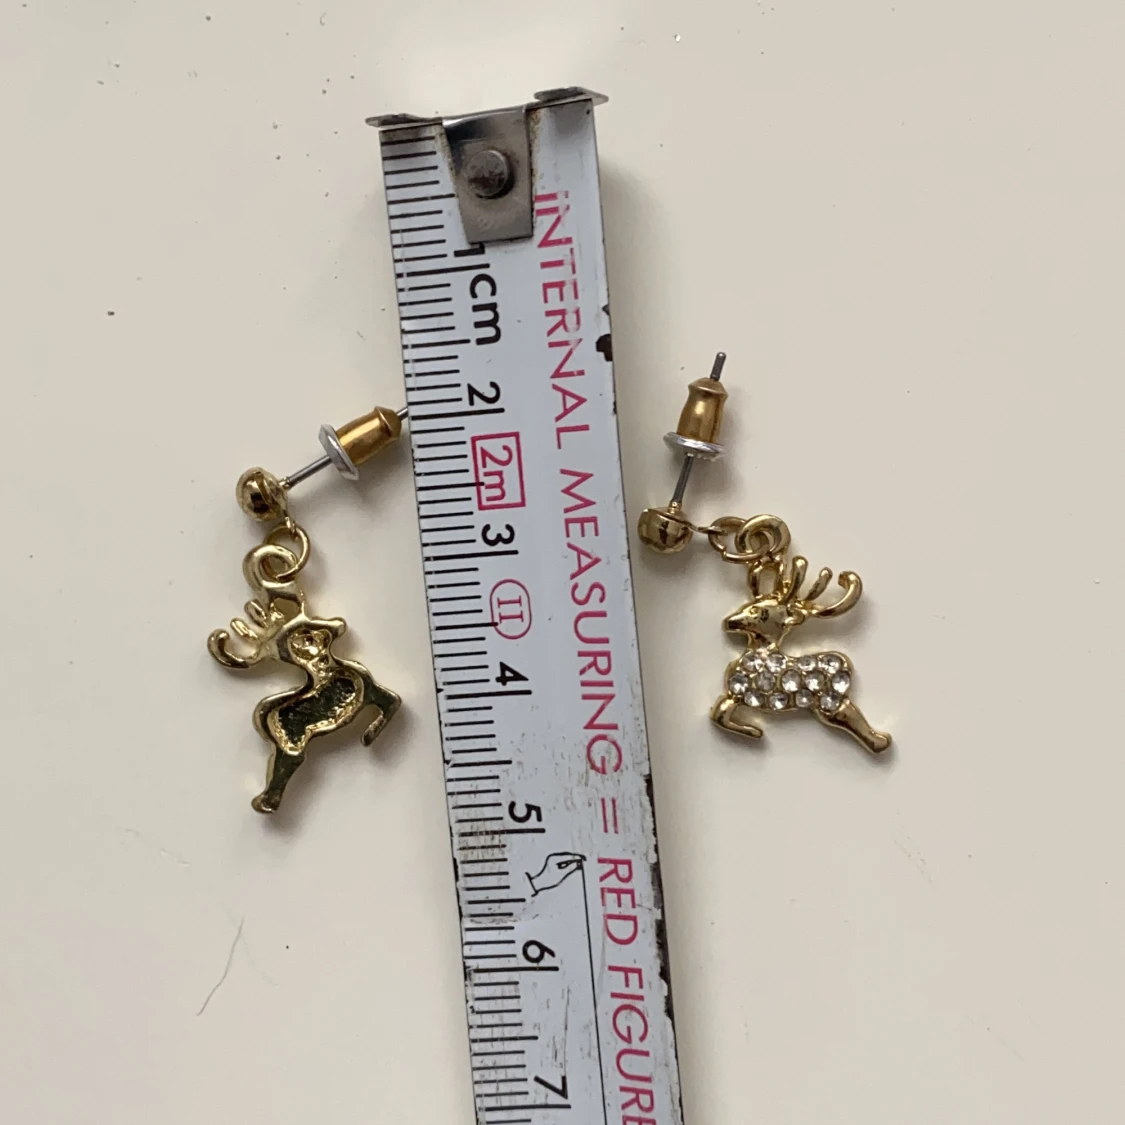 1cm
2
2m
3
II
4
5
6
7
INTERNAL MEASURING = RED FIGURE